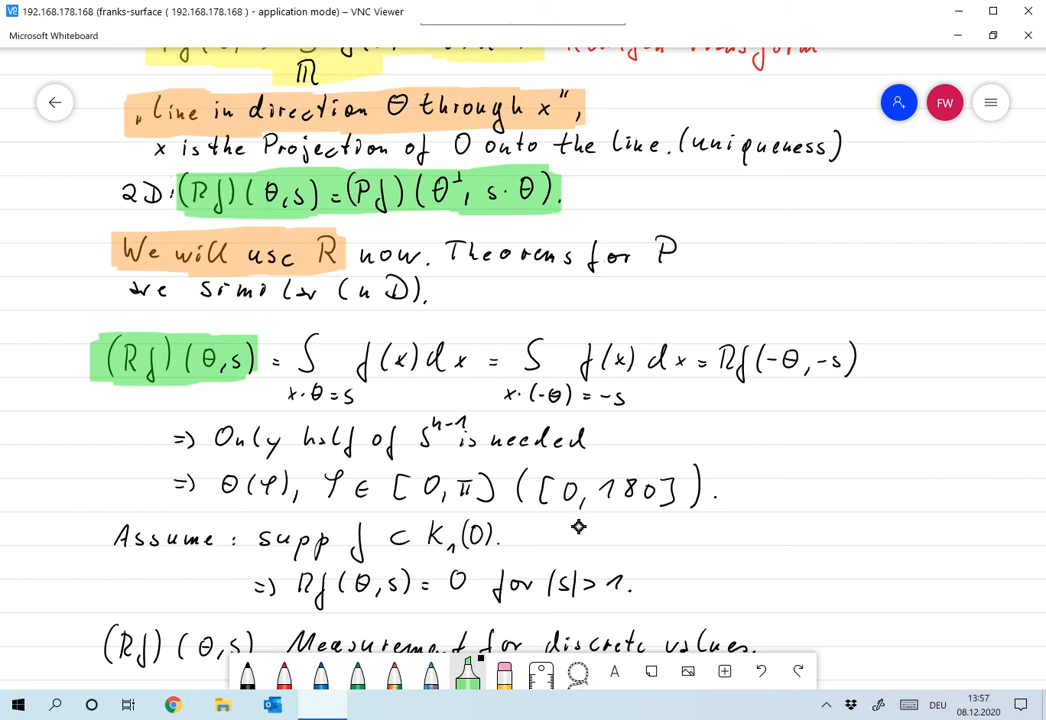 192.168.178.168 (franks-surface ( 192.168.178.168 ) - application mode) – VNC Viewer
Microsoft Whiteboard
ℝ
„Line in direction θ through x“,
x is the Projection of 0 onto the line. (uniqueness)
2D: (Rf)(θ,s) = (Pf)(θ^⊥, s·θ).
We will use R now. Theorems for P
are similar (nD).
(Rf)(θ,s) = ∫ f(x)dx = ∫ f(x)dx = Rf(-θ,-s)
x·θ=s x·(-θ)=-s
=> Only half of S^{n-1} is needed
=> θ(φ), φ ∈ [0,π] ([0,180]).
Assume: supp f ⊂ K_1(0).
=> Rf(θ,s) = 0 for |s|>1.
(Rf)(θ,s) Measurement for discrete values.
FW
A
DEU
13:57
08.12.2020